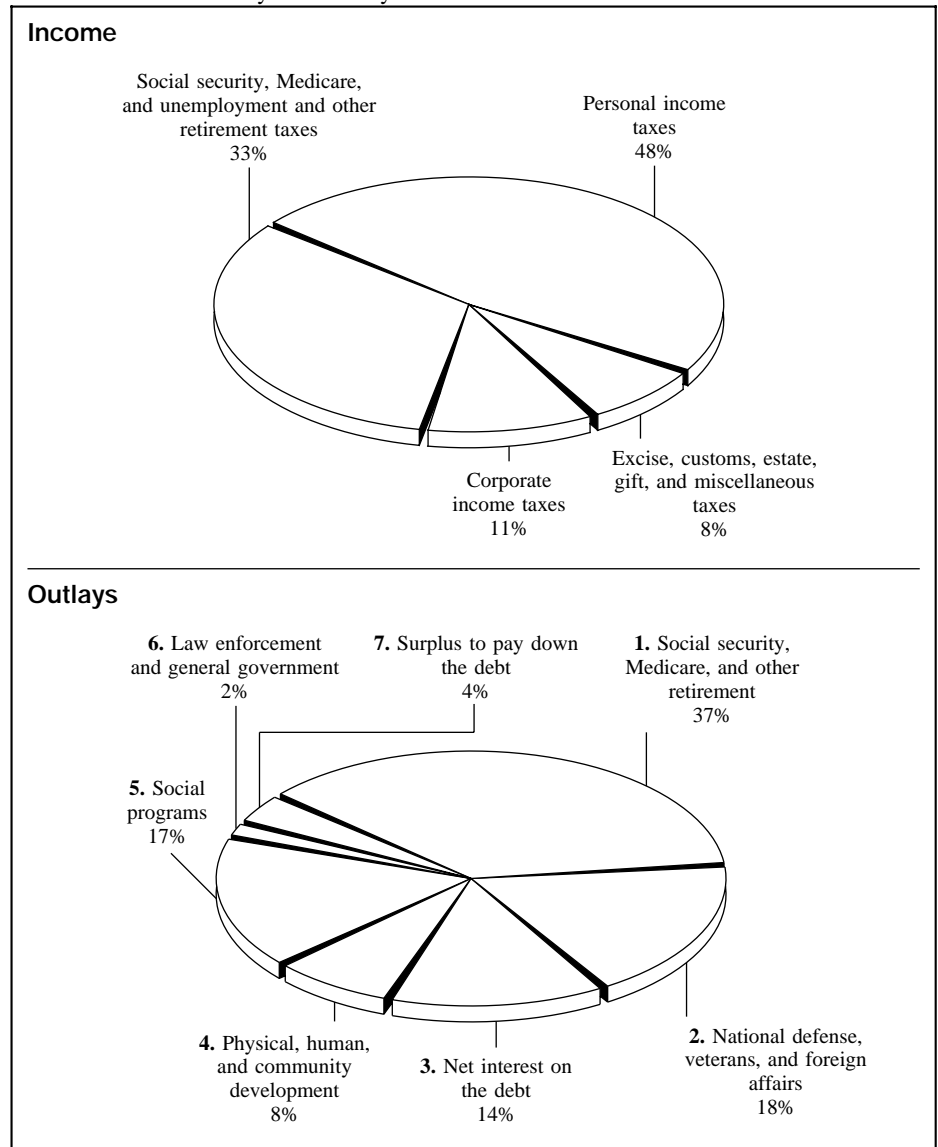 Income
Social security, Medicare,
and unemployment and other
retirement taxes
33%
Personal income
taxes
48%
Corporate
income taxes
11%
Excise, customs, estate,
gift, and miscellaneous
taxes
8%
Outlays
6. Law enforcement
and general government
2%
7. Surplus to pay down
the debt
4%
1. Social security,
Medicare, and other
retirement
37%
5. Social
programs
17%
4. Physical, human,
and community
development
8%
3. Net interest on
the debt
14%
2. National defense,
veterans, and foreign
affairs
18%